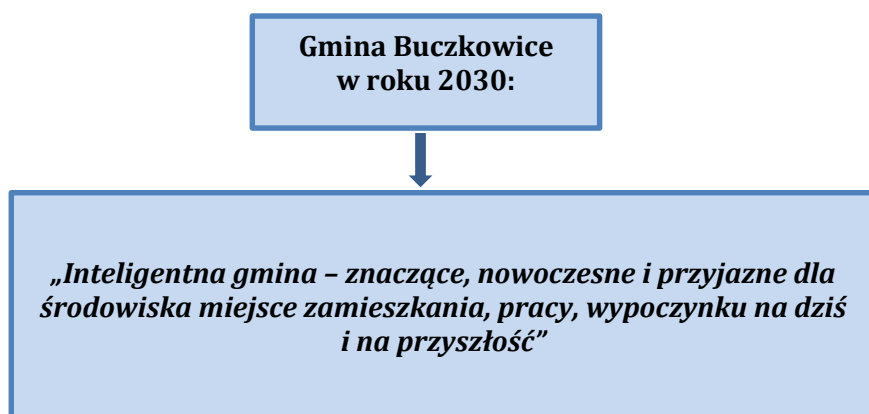 Gmina Buczkowice
w roku 2030:
„Inteligentna gmina – znaczące, nowoczesne i przyjazne dla
środowiska miejsce zamieszkania, pracy, wypoczynku na dziś
i na przyszłość”